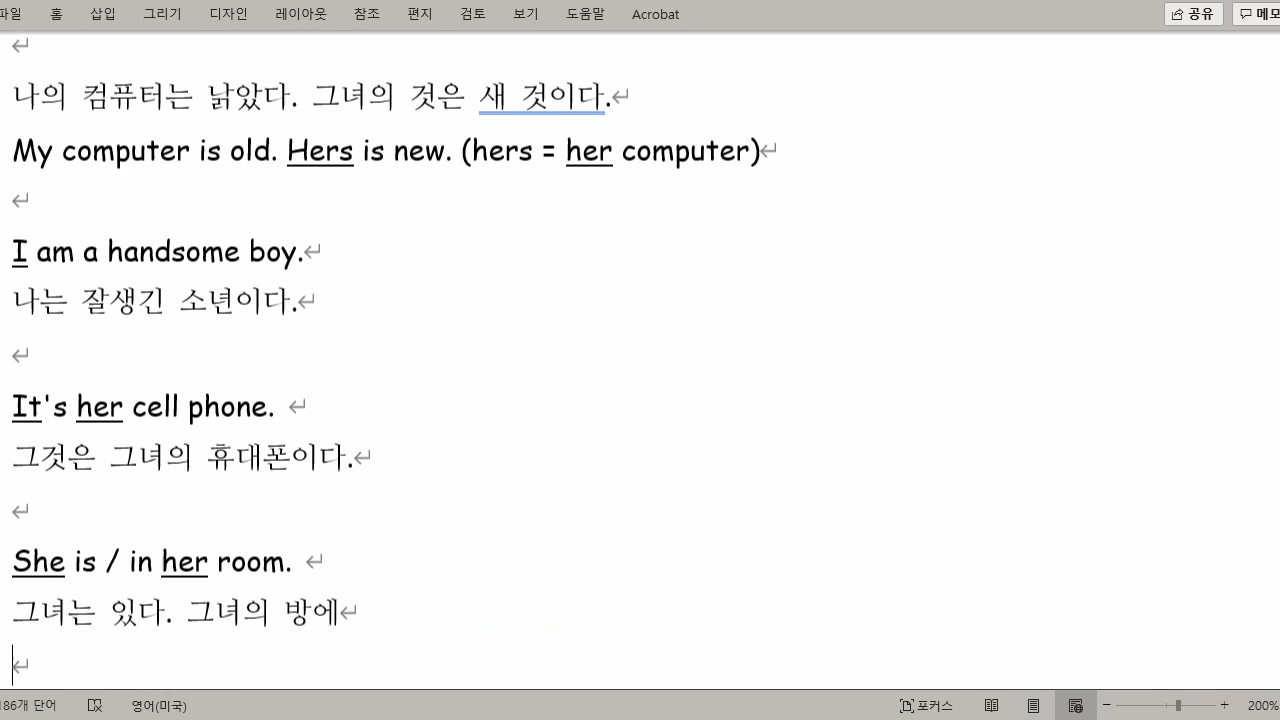 파일 홈 삽입 그리기 디자인 레이아웃 참조 편지 검토 보기 도움말 Acrobat 공유 메모
나의 컴퓨터는 낡았다. 그녀의 것은 새 것이다.
My computer is old. Hers is new. (hers = her computer)
I am a handsome boy.
나는 잘생긴 소년이다.
It's her cell phone.
그것은 그녀의 휴대폰이다.
She is / in her room.
그녀는 있다. 그녀의 방에
186개 단어 영어(미국) 포커스 200%